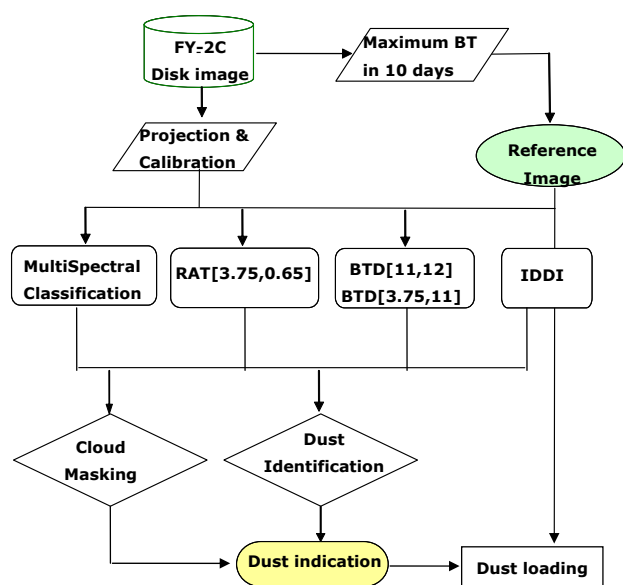 FY-2C
Disk image
Maximum BT
in 10 days
Projection &
Calibration
Reference
Image
MultiSpectral
Classification
RAT[3.75,0.65]
BTD[11,12]
BTD[3.75,11]
IDDI
Cloud
Masking
Dust
Identification
Dust indication
Dust loading